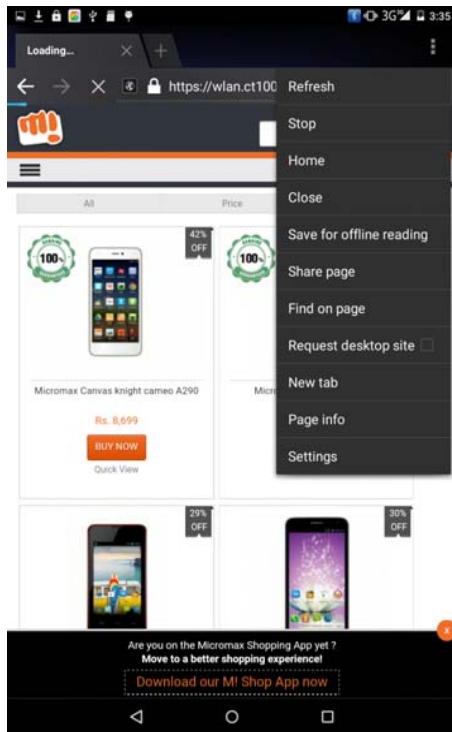 3G 3:35
Loading...
https://wlan.ct100
Refresh
Stop
Home
Close
Save for offline reading
Share page
Find on page
Request desktop site
New tab
Page info
Settings
m!
All Price
100%
42%
OFF
100%
Micromax Canvas knight cameo A290
Micr
Rs. 8,699
BUY NOW
Quick View
29%
OFF
30%
OFF
x
Are you on the Micromax Shopping App yet ?
Move to a better shopping experience!
Download our M! Shop App now